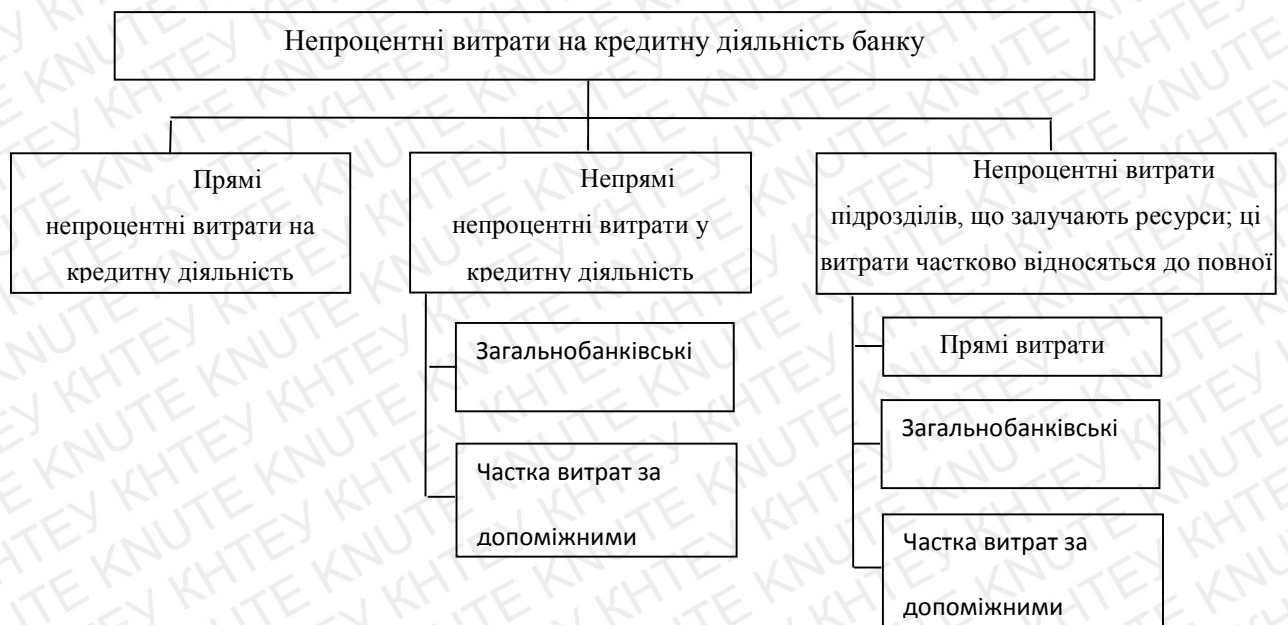 Непроцентні витрати на кредитну діяльність банку
Прямі
непроцентні витрати на
кредитну діяльність
Непрямі
непроцентні витрати у
кредитну діяльність
Непроцентні витрати
підрозділів, що залучають ресурси; ці
витрати частково відносяться до повної
Загальнобанківські
Частка витрат за
допоміжними
Прямі витрати
Загальнобанківські
Частка витрат за
допоміжними